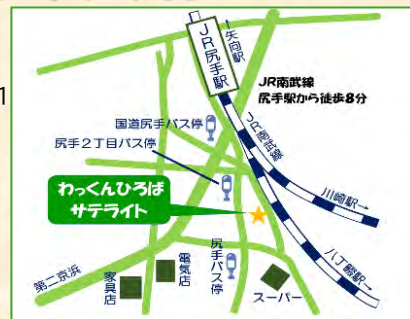 1
JR尻手駅
←矢向駅
JR南武線
尻手駅から徒歩8分
国道尻手バス停
JR南武線
尻手2丁目バス停
わっくんひろば
サテライト
川崎駅→
尻手バス停
八丁畷駅→
第二京浜
家具店
電気店
スーパー